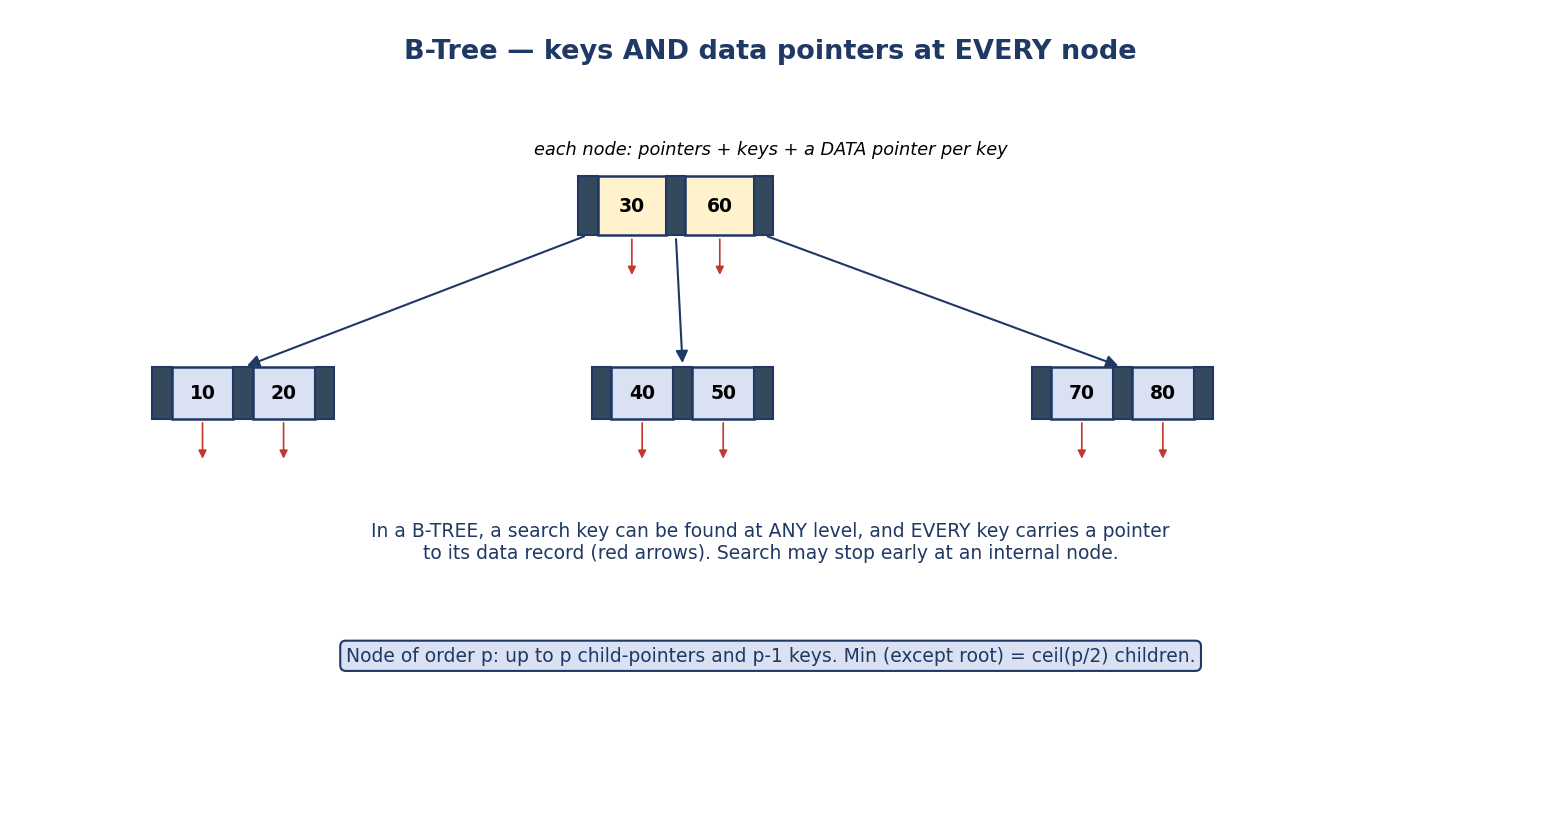 B-Tree — keys AND data pointers at EVERY node
each node: pointers + keys + a DATA pointer per key
30 60
10 20 40 50 70 80
In a B-TREE, a search key can be found at ANY level, and EVERY key carries a pointer
to its data record (red arrows). Search may stop early at an internal node.
Node of order p: up to p child-pointers and p-1 keys. Min (except root) = ceil(p/2) children.